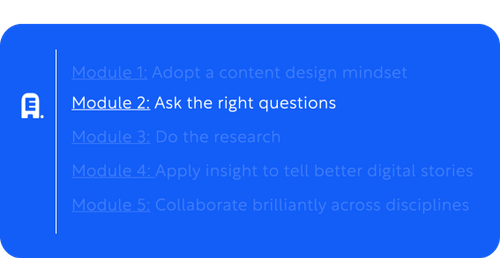 Module 1: Adopt a content design mindset
Module 2: Ask the right questions
Module 3: Do the research
Module 4: Apply insight to tell better digital stories
Module 5: Collaborate brilliantly across disciplines